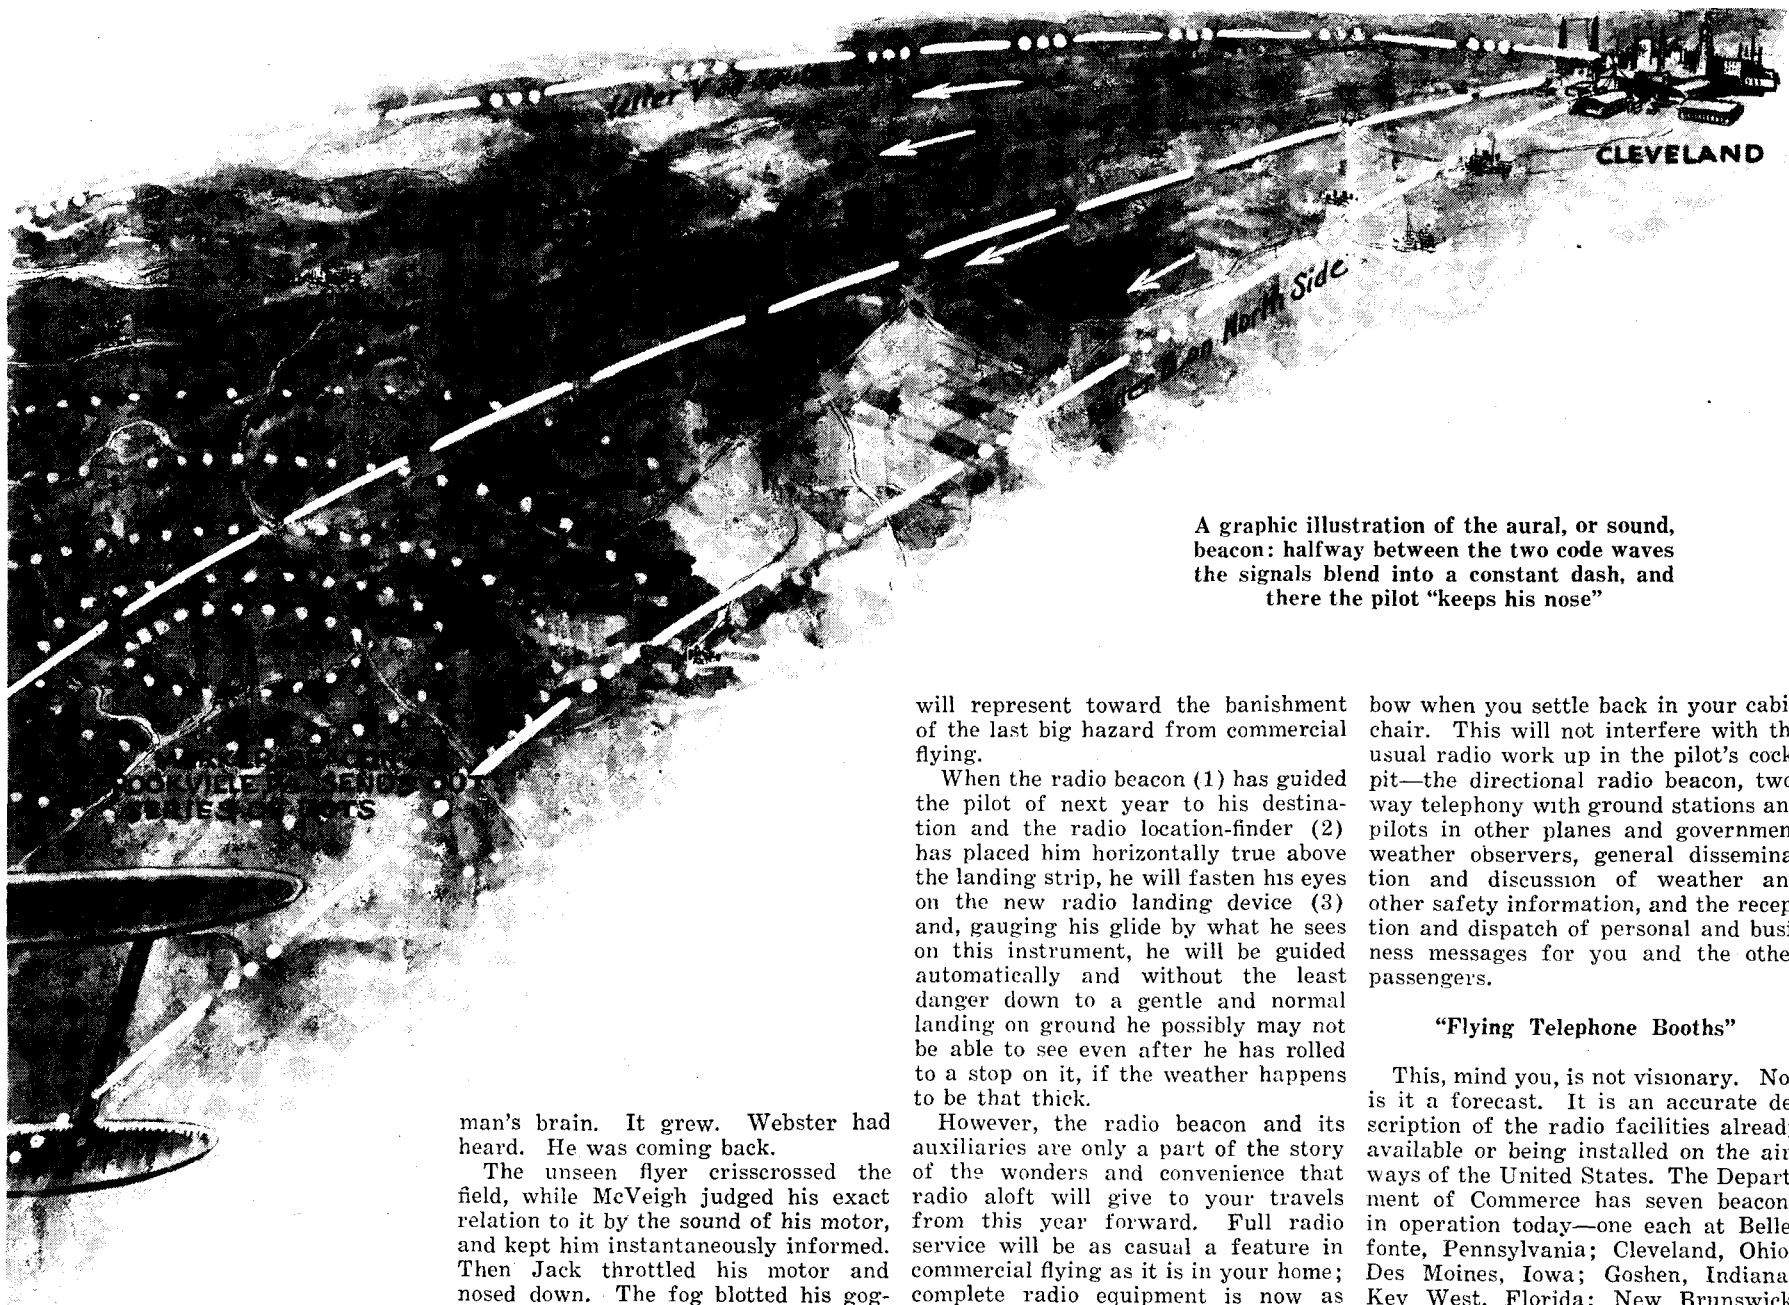 Letter V on South
CLEVELAND
on North Side
A graphic illustration of the aural, or sound,
beacon: halfway between the two code waves
the signals blend into a constant dash, and
there the pilot “keeps his nose”
SENDS OUT
SERIES OF DOTS
man's brain. It grew. Webster had
heard. He was coming back.
The unseen flyer crisscrossed the
field, while McVeigh judged his exact
relation to it by the sound of his motor,
and kept him instantaneously informed.
Then Jack throttled his motor and
nosed down. The fog blotted his gog-
will represent toward the banishment
of the last big hazard from commercial
flying.
When the radio beacon (1) has guided
the pilot of next year to his destina-
tion and the radio location-finder (2)
has placed him horizontally true above
the landing strip, he will fasten his eyes
on the new radio landing device (3)
and, gauging his glide by what he sees
on this instrument, he will be guided
automatically and without the least
danger down to a gentle and normal
landing on ground he possibly may not
be able to see even after he has rolled
to a stop on it, if the weather happens
to be that thick.
However, the radio beacon and its
auxiliaries are only a part of the story
of the wonders and convenience that
radio aloft will give to your travels
from this year forward. Full radio
service will be as casual a feature in
commercial flying as it is in your home;
complete radio equipment is now as
bow when you settle back in your cabi
chair. This will not interfere with th
usual radio work up in the pilot's cock
pit—the directional radio beacon, two
way telephony with ground stations an
pilots in other planes and governmen
weather observers, general dissemina
tion and discussion of weather an
other safety information, and the recep
tion and dispatch of personal and busi
ness messages for you and the othe
passengers.
“Flying Telephone Booths”
This, mind you, is not visionary. No
is it a forecast. It is an accurate de
scription of the radio facilities alread
available or being installed on the air
ways of the United States. The Depart
ment of Commerce has seven beacon
in operation today—one each at Belle
fonte, Pennsylvania; Cleveland, Ohio
Des Moines, Iowa; Goshen, Indiana
Key West, Florida; New Brunswick